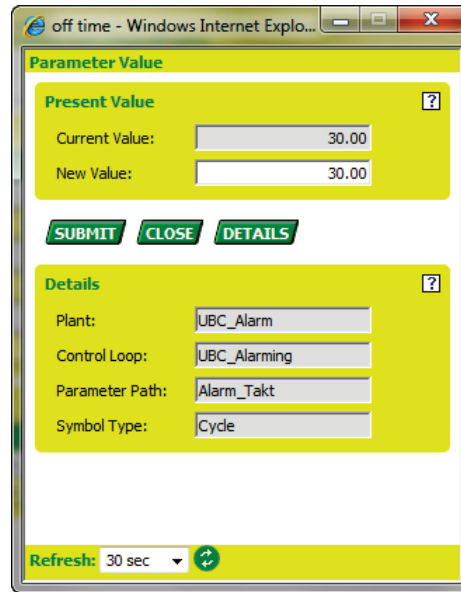 off time - Windows Internet Explo...
Parameter Value
Present Value ?
Current Value: 30.00
New Value: 30.00
SUBMIT CLOSE DETAILS
Details ?
Plant: UBC_Alarm
Control Loop: UBC_Alarming
Parameter Path: Alarm_Takt
Symbol Type: Cycle
Refresh: 30 sec